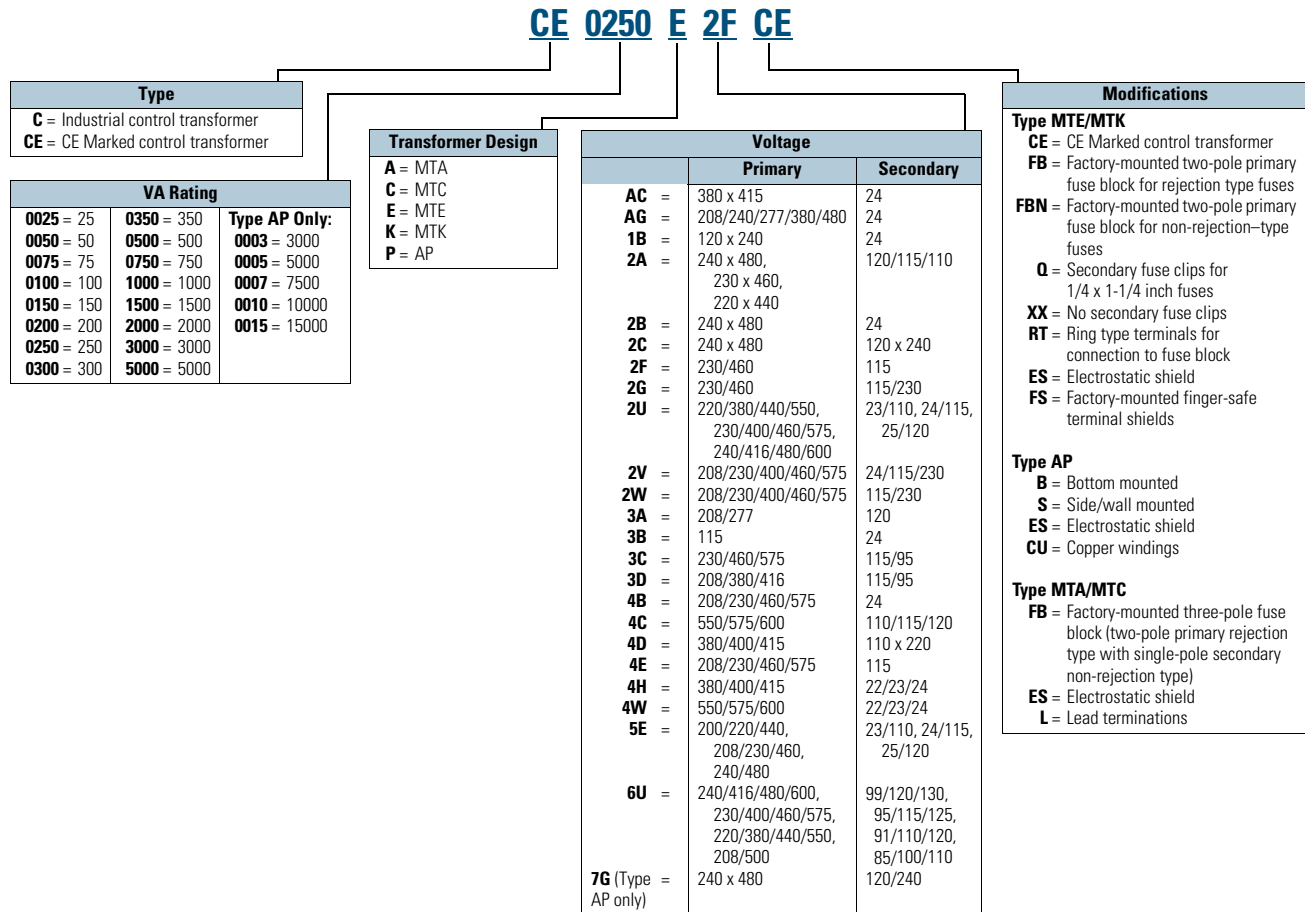 CE 0250 E 2F CE
Type
C = Industrial control transformer
CE = CE Marked control transformer
VA Rating
0025 = 25 0350 = 350 Type AP Only:
0050 = 50 0500 = 500 0003 = 3000
0075 = 75 0750 = 750 0005 = 5000
0100 = 100 1000 = 1000 0007 = 7500
0150 = 150 1500 = 1500 0010 = 10000
0200 = 200 2000 = 2000 0015 = 15000
0250 = 250 3000 = 3000
0300 = 300 5000 = 5000
Transformer Design
A = MTA
C = MTC
E = MTE
K = MTK
P = AP
Voltage
Primary Secondary
AC = 380 x 415 24
AG = 208/240/277/380/480 24
1B = 120 x 240 24
2A = 240 x 480, 120/115/110
230 x 460,
220 x 440
2B = 240 x 480 24
2C = 240 x 480 120 x 240
2F = 230/460 115
2G = 230/460 115/230
2U = 220/380/440/550, 23/110, 24/115,
230/400/460/575, 25/120
240/416/480/600
2V = 208/230/400/460/575 24/115/230
2W = 208/230/400/460/575 115/230
3A = 208/277 120
3B = 115 24
3C = 230/460/575 115/95
3D = 208/380/416 115/95
4B = 208/230/460/575 24
4C = 550/575/600 110/115/120
4D = 380/400/415 110 x 220
4E = 208/230/460/575 115
4H = 380/400/415 22/23/24
4W = 550/575/600 22/23/24
5E = 200/220/440, 23/110, 24/115,
208/230/460, 25/120
240/480
6U = 240/416/480/600, 99/120/130,
230/400/460/575, 95/115/125,
220/380/440/550, 91/110/120,
208/500 85/100/110
7G (Type = 240 x 480 120/240
AP only)
Modifications
Type MTE/MTK
CE = CE Marked control transformer
FB = Factory-mounted two-pole primary
fuse block for rejection type fuses
FBN = Factory-mounted two-pole primary
fuse block for non-rejection–type
fuses
Q = Secondary fuse clips for
1/4 x 1-1/4 inch fuses
XX = No secondary fuse clips
RT = Ring type terminals for
connection to fuse block
ES = Electrostatic shield
FS = Factory-mounted finger-safe
terminal shields
Type AP
B = Bottom mounted
S = Side/wall mounted
ES = Electrostatic shield
CU = Copper windings
Type MTA/MTC
FB = Factory-mounted three-pole fuse
block (two-pole primary rejection
type with single-pole secondary
non-rejection type)
ES = Electrostatic shield
L = Lead terminations